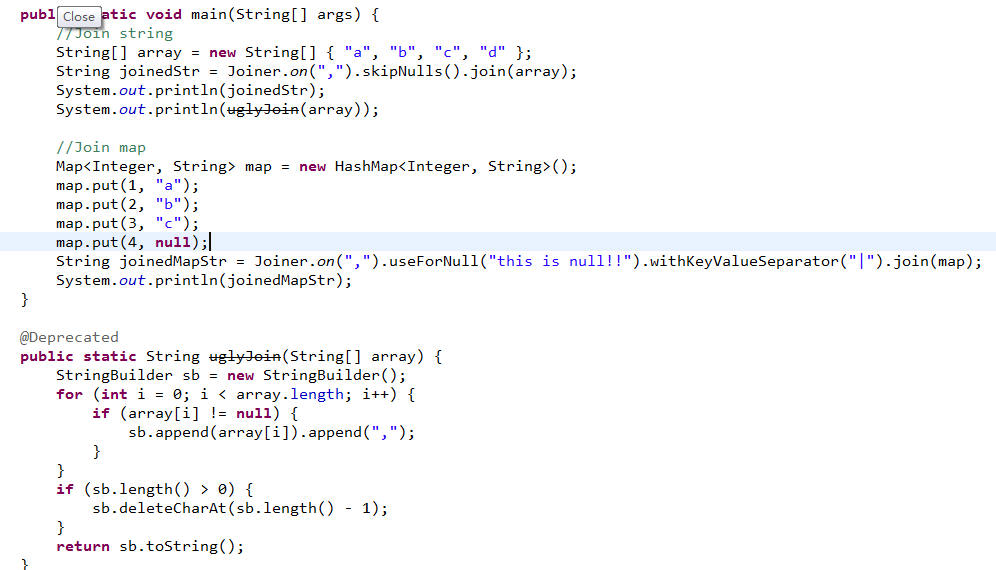 publ Close atic void main(String[] args) {
//Join string
String[] array = new String[] { "a", "b", "c", "d" };
String joinedStr = Joiner.on(",").skipNulls().join(array);
System.out.println(joinedStr);
System.out.println(uglyJoin(array));
//Join map
Map<Integer, String> map = new HashMap<Integer, String>();
map.put(1, "a");
map.put(2, "b");
map.put(3, "c");
map.put(4, null);
String joinedMapStr = Joiner.on(",").useForNull("this is null!!").withKeyValueSeparator("|").join(map);
System.out.println(joinedMapStr);
}
@Deprecated
public static String uglyJoin(String[] array) {
StringBuilder sb = new StringBuilder();
for (int i = 0; i < array.length; i++) {
if (array[i] != null) {
sb.append(array[i]).append(",");
}
}
if (sb.length() > 0) {
sb.deleteCharAt(sb.length() - 1);
}
return sb.toString();
}